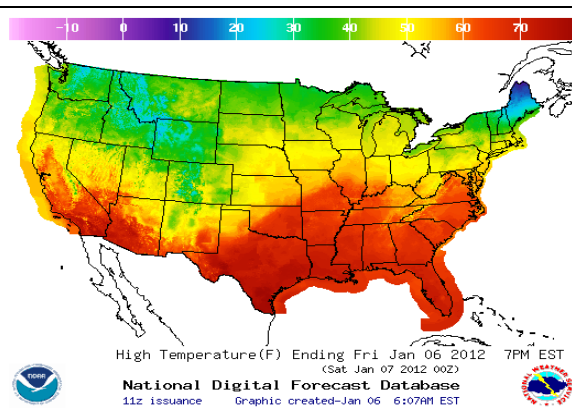 -10 0 10 20 30 40 50 60 70
High Temperature(F) Ending Fri Jan 06 2012 7PM EST
(Sat Jan 07 2012 00Z)
National Digital Forecast Database
11z issuance Graphic created-Jan 06 6:07AM EST
noaa